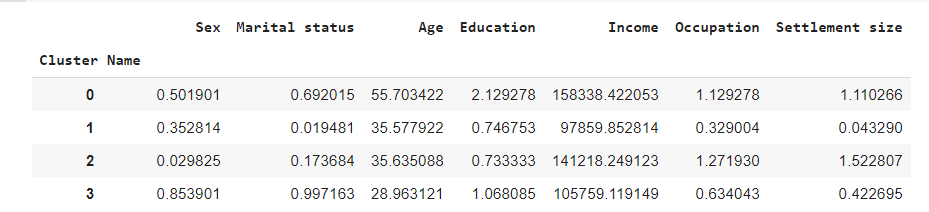 Sex Marital status Age Education Income Occupation Settlement size
Cluster Name
0 0.501901 0.692015 55.703422 2.129278 158338.422053 1.129278 1.110266
1 0.352814 0.019481 35.577922 0.746753 97859.852814 0.329004 0.043290
2 0.029825 0.173684 35.635088 0.733333 141218.249123 1.271930 1.522807
3 0.853901 0.997163 28.963121 1.068085 105759.119149 0.634043 0.422695